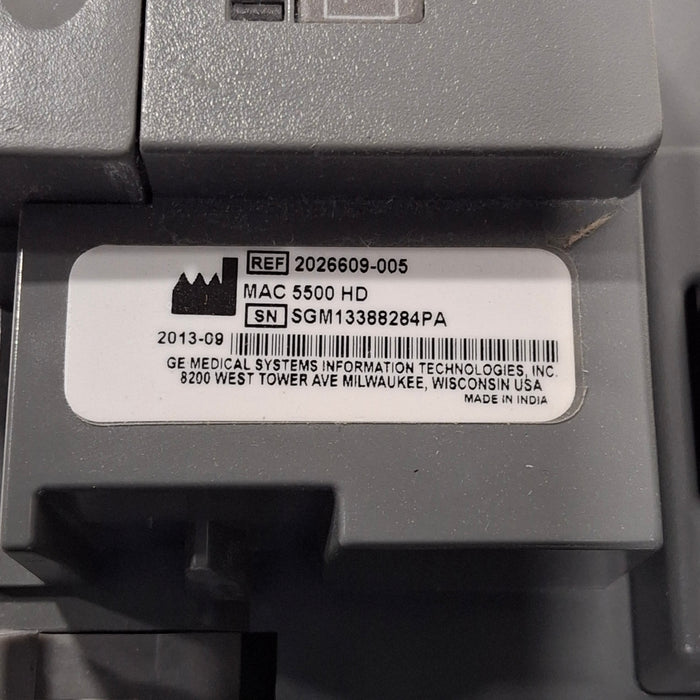 REF 2026609-005
MAC 5500 HD
SN SGM13388284PA
2013-09
GE MEDICAL SYSTEMS INFORMATION TECHNOLOGIES, INC.
8200 WEST TOWER AVE MILWAUKEE, WISCONSIN USA
MADE IN INDIA